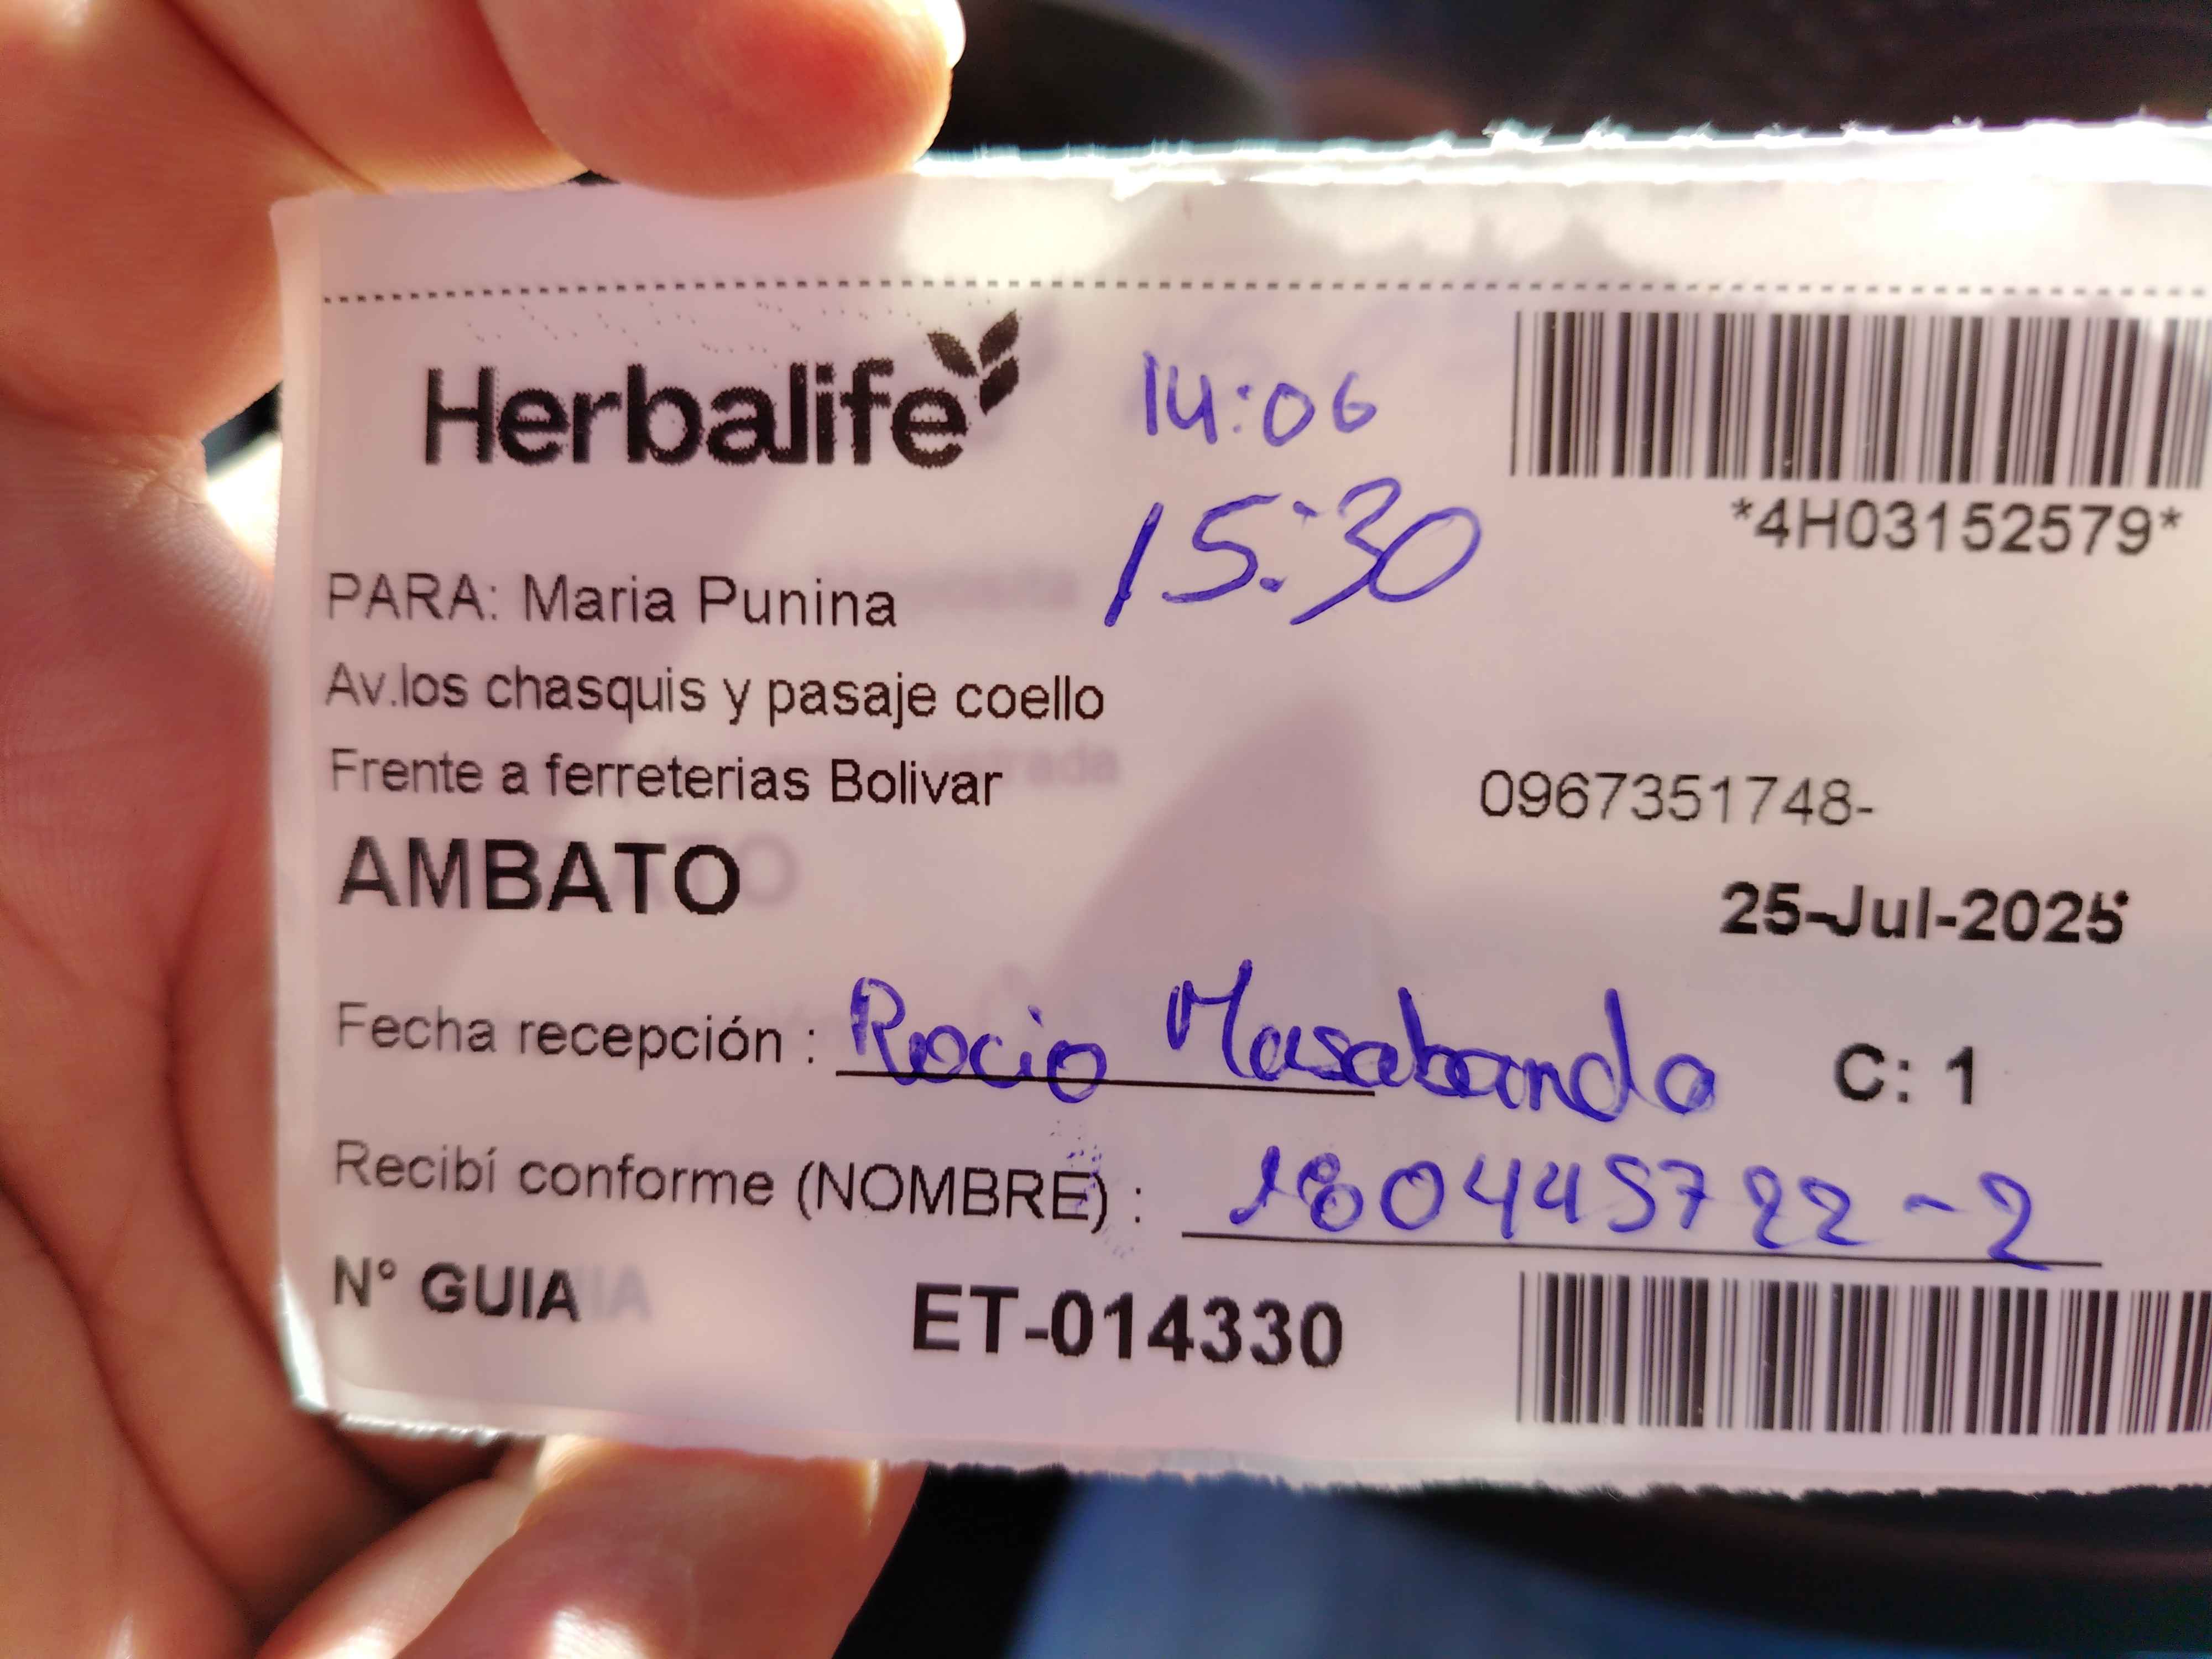 Herbalife
14:06
15:30
*4H03152579*
PARA: Maria Punina
Av.los chasquis y pasaje coello
Frente a ferreterias Bolivar
0967351748-
AMBATO
25-Jul-2025
Fecha recepción : Rocio Masabanda
C: 1
Recibí conforme (NOMBRE) : 180445722-2
N° GUIA ET-014330